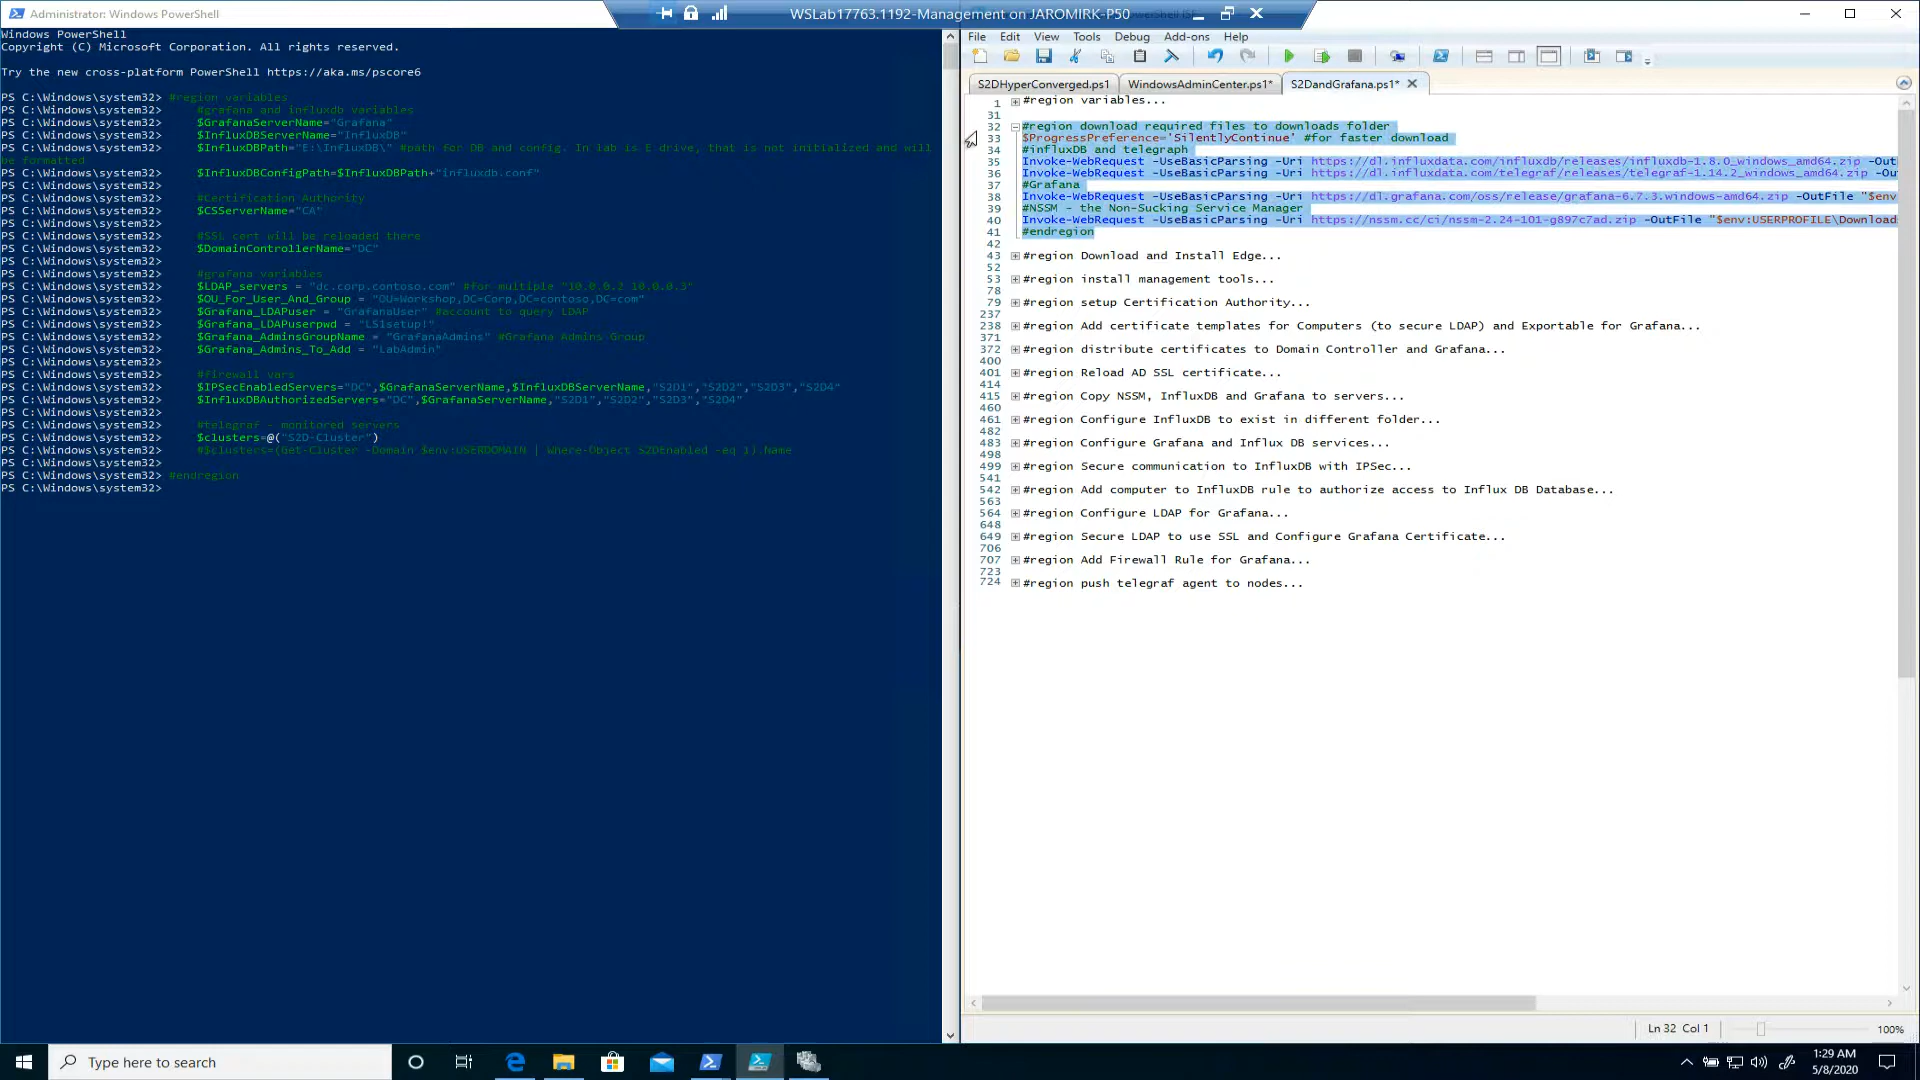 Administrator: Windows PowerShell
WSLab17763.1192-Management on JAROMIRK-P50
Windows PowerShell
Copyright (C) Microsoft Corporation. All rights reserved.
Try the new cross-platform PowerShell https://aka.ms/pscore6
PS C:\Windows\system32> #region variables
PS C:\Windows\system32>     #grafana and influxdb variables
PS C:\Windows\system32>     $GrafanaServerName="Grafana"
PS C:\Windows\system32>     $InfluxDBServerName="InfluxDB"
PS C:\Windows\system32>     $InfluxDBPath="E:\InfluxDB\" #path for DB and config. In lab is E drive, that is not initialized and will
be formatted
PS C:\Windows\system32>     $InfluxDBConfigPath=$InfluxDBPath+"influxdb.conf"
PS C:\Windows\system32>
PS C:\Windows\system32>     #Certification Authority
PS C:\Windows\system32>     $CSServerName="CA"
PS C:\Windows\system32>
PS C:\Windows\system32>     #SSL cert will be reloaded there
PS C:\Windows\system32>     $DomainControllerName="DC"
PS C:\Windows\system32>
PS C:\Windows\system32>     #grafana variables
PS C:\Windows\system32>     $LDAP_servers = "dc.corp.contoso.com" #for multiple "10.0.0.2 10.0.0.3"
PS C:\Windows\system32>     $OU_For_User_And_Group = "OU=Workshop,DC=Corp,DC=contoso,DC=com"
PS C:\Windows\system32>     $Grafana_LDAPuser = "GrafanaUser" #account to query LDAP
PS C:\Windows\system32>     $Grafana_LDAPuserpwd = "LS1setup!"
PS C:\Windows\system32>     $Grafana_AdminsGroupName = "GrafanaAdmins" #Grafana Admins Group
PS C:\Windows\system32>     $Grafana_Admins_To_Add = "LabAdmin"
PS C:\Windows\system32>
PS C:\Windows\system32>     #firewall vars
PS C:\Windows\system32>     $IPSecEnabledServers="DC",$GrafanaServerName,$InfluxDBServerName,"S2D1","S2D2","S2D3","S2D4"
PS C:\Windows\system32>     $InfluxDBAuthorizedServers="DC",$GrafanaServerName,"S2D1","S2D2","S2D3","S2D4"
PS C:\Windows\system32>
PS C:\Windows\system32>     #telegraf - monitored servers
PS C:\Windows\system32>     $clusters=@("S2D-Cluster")
PS C:\Windows\system32>     #$clusters=(Get-Cluster -Domain $env:USERDOMAIN | Where-Object S2DEnabled -eq 1).Name
PS C:\Windows\system32>
PS C:\Windows\system32> #endregion
PS C:\Windows\system32>
File Edit View Tools Debug Add-ons Help
S2DHyperConverged.ps1 WindowsAdminCenter.ps1* S2DandGrafana.ps1*
1 #region variables...
31
32 #region download required files to downloads folder
33 $ProgressPreference='SilentlyContinue' #for faster download
34 #influxDB and telegraph
35 Invoke-WebRequest -UseBasicParsing -Uri https://dl.influxdata.com/influxdb/releases/influxdb-1.8.0_windows_amd64.zip -Out
36 Invoke-WebRequest -UseBasicParsing -Uri https://dl.influxdata.com/telegraf/releases/telegraf-1.14.2_windows_amd64.zip -Ou
37 #Grafana
38 Invoke-WebRequest -UseBasicParsing -Uri https://dl.grafana.com/oss/release/grafana-6.7.3.windows-amd64.zip -OutFile "$env
39 #NSSM - the Non-Sucking Service Manager
40 Invoke-WebRequest -UseBasicParsing -Uri https://nssm.cc/ci/nssm-2.24-101-g897c7ad.zip -OutFile "$env:USERPROFILE\Download
41 #endregion
42
43 #region Download and Install Edge...
52
53 #region install management tools...
78
79 #region setup Certification Authority...
237
238 #region Add certificate templates for Computers (to secure LDAP) and Exportable for Grafana...
371
372 #region distribute certificates to Domain Controller and Grafana...
400
401 #region Reload AD SSL certificate...
414
415 #region Copy NSSM, InfluxDB and Grafana to servers...
460
461 #region Configure InfluxDB to exist in different folder...
482
483 #region Configure Grafana and Influx DB services...
498
499 #region Secure communication to InfluxDB with IPSec...
541
542 #region Add computer to InfluxDB rule to authorize access to Influx DB Database...
563
564 #region Configure LDAP for Grafana...
648
649 #region Secure LDAP to use SSL and Configure Grafana Certificate...
706
707 #region Add Firewall Rule for Grafana...
723
724 #region push telegraf agent to nodes...
Ln 32 Col 1
100%
Type here to search
1:29 AM
5/8/2020